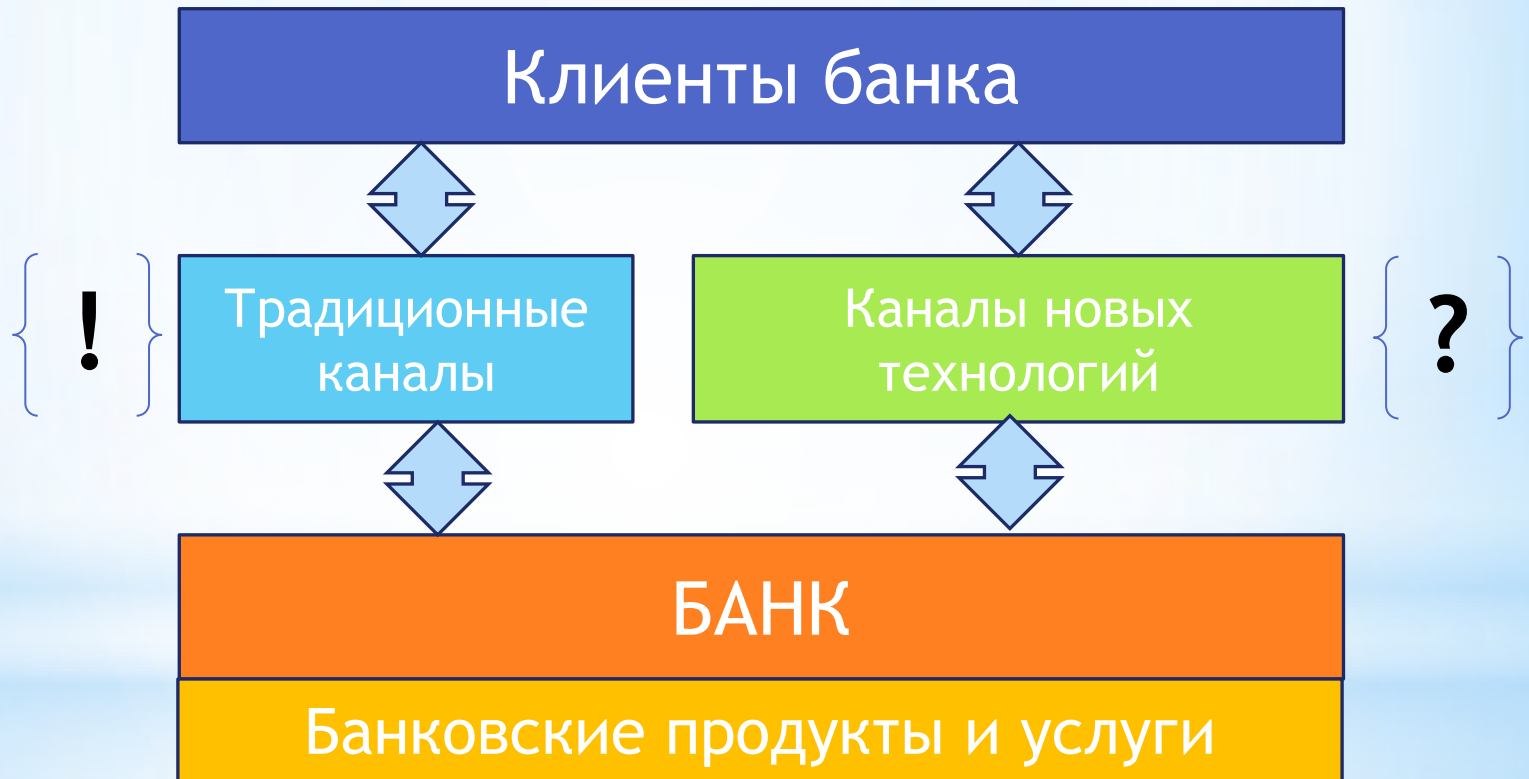 Клиенты банка
!
Традиционные
каналы
Каналы новых
технологий
?
БАНК
Банковские продукты и услуги